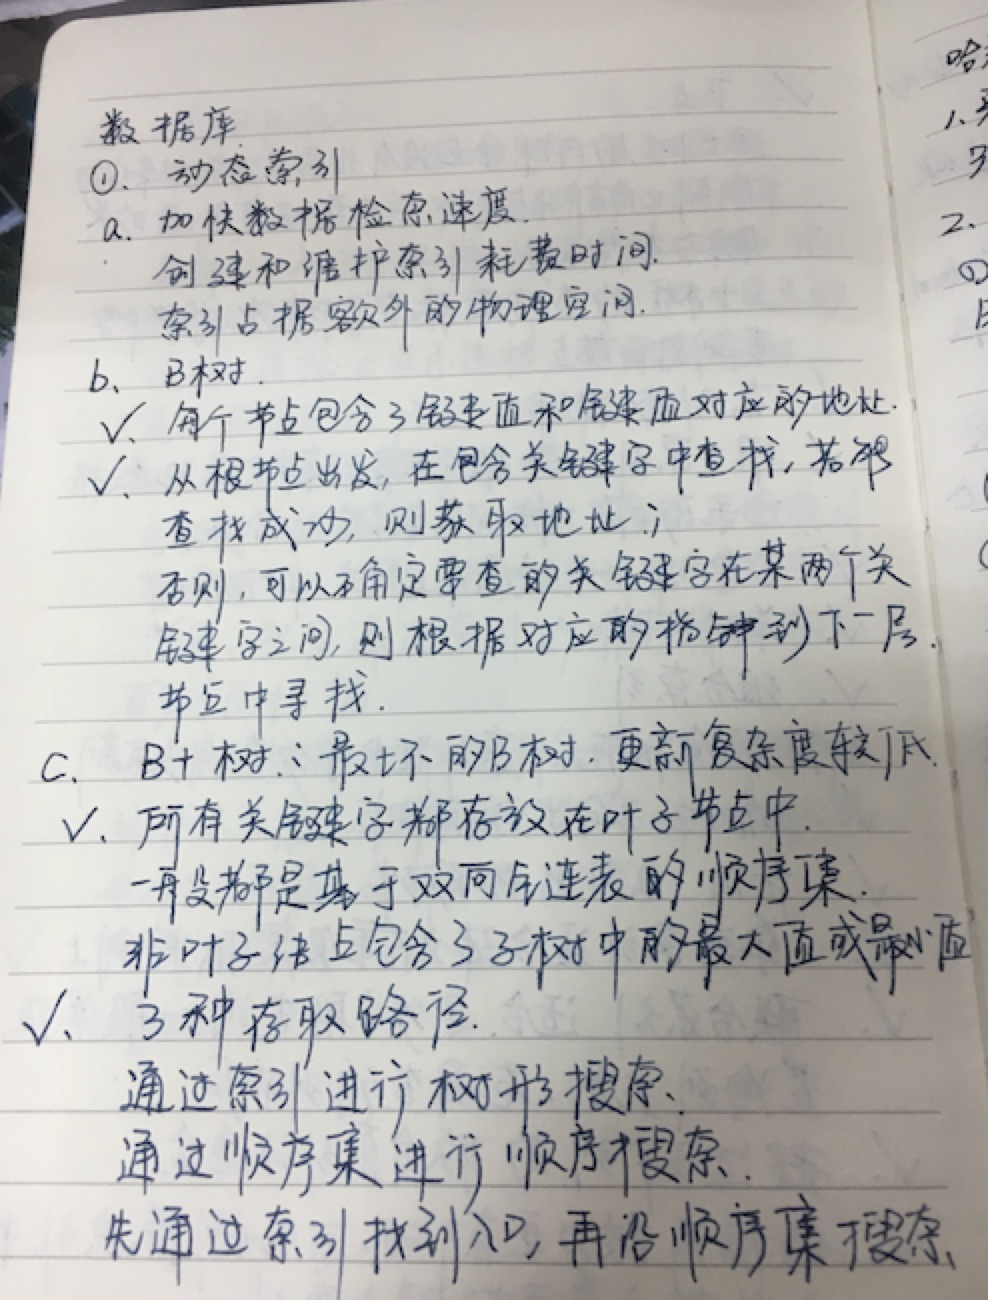 数据库
①. 动态索引
a. 加快数据检索速度.
创建和维护索引耗费时间.
索引占据额外的物理空间.
b、 B树.
√. 每个节点包含了键值和键值对应的地址.
√. 从根节点出发, 在包含关键字中查找, 若
查找成功, 则获取地址;
否则, 可以确定要查的关键字在某两个关
键字之间, 则根据对应的指针到下一层.
节点中寻找.
C、 B+树: 最坏的B树. 更新复杂度较低.
√. 所有关键字都存放在叶子节点中.
一般都是基于双向链表的顺序集.
非叶子结点包含了子树中的最大值或最小值
√、 3种存取路径.
通过索引进行树形搜索.
通过顺序集进行顺序搜索.
先通过索引找到入口, 再沿顺序集搜索.
1.
2.
①